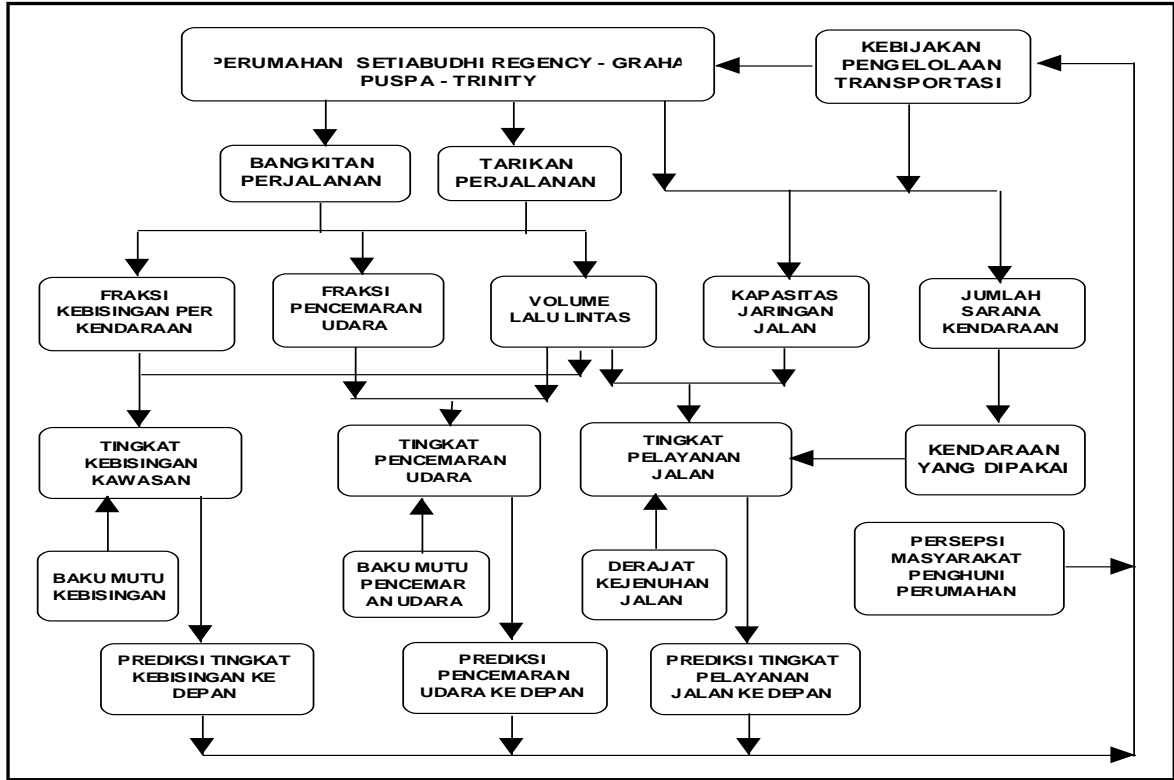 PERUMAHAN SETIABUDHI REGENCY - GRAHA
PUSPA - TRINITY
KEBIJAKAN
PENGELOLAAN
TRANSPORTASI
BANGKITAN
PERJALANAN
TARIKAN
PERJALANAN
FRAKSI
KEBISINGAN PER
KENDARAAN
FRAKSI
PENCEMARAN
UDARA
VOLUME
LALU LINTAS
KAPASITAS
JARINGAN
JALAN
JUMLAH
SARANA
KENDARAAN
TINGKAT
KEBISINGAN
KAWASAN
TINGKAT
PENCEMARAN
UDARA
TINGKAT
PELAYANAN
JALAN
KENDARAAN
YANG DIPAKAI
BAKU MUTU
KEBISINGAN
BAKU MUTU
PENCEMAR
AN UDARA
DERAJAT
KEJENUHAN
JALAN
PERSEPSI
MASYARAKAT
PENGHUNI
PERUMAHAN
PREDIKSI TINGKAT
KEBISINGAN KE
DEPAN
PREDIKSI
PENCEMARAN
UDARA KE DEPAN
PREDIKSI TINGKAT
PELAYANAN
JALAN KE DEPAN